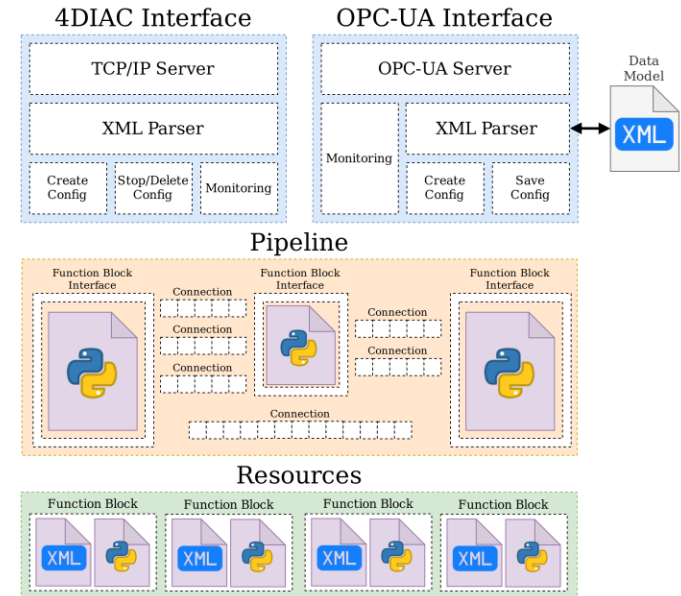 4DIAC Interface
TCP/IP Server
XML Parser
Create
Config
Stop/Delete
Config
Monitoring
OPC-UA Interface
OPC-UA Server
Monitoring
XML Parser
Create
Config
Save
Config
Data
Model
XML
Pipeline
Function Block
Interface
Connection
Connection
Connection
Function Block
Interface
Connection
Connection
Function Block
Interface
Connection
Resources
Function Block
XML
Function Block
XML
Function Block
XML
Function Block
XML